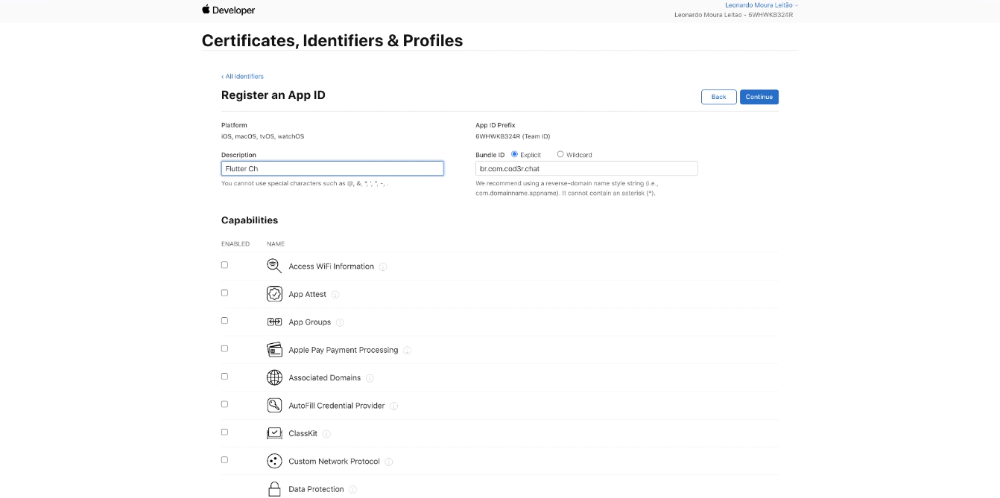 Developer
Leonardo Moura Leitão
Leonardo Moura Leitao - 6WHWKB324R
Certificates, Identifiers & Profiles
‹ All Identifiers
Register an App ID
Back
Continue
Platform
iOS, macOS, tvOS, watchOS
App ID Prefix
6WHWKB324R (Team ID)
Description
Flutter Ch
You cannot use special characters such as @, &, *, ', ", -, .
Bundle ID Explicit Wildcard
br.com.cod3r.chat
We recommend using a reverse-domain name style string (i.e.,
com.domainname.appname). It cannot contain an asterisk (*).
Capabilities
ENABLED NAME
Access WiFi Information
App Attest
App Groups
Apple Pay Payment Processing
Associated Domains
AutoFill Credential Provider
ClassKit
Custom Network Protocol
Data Protection